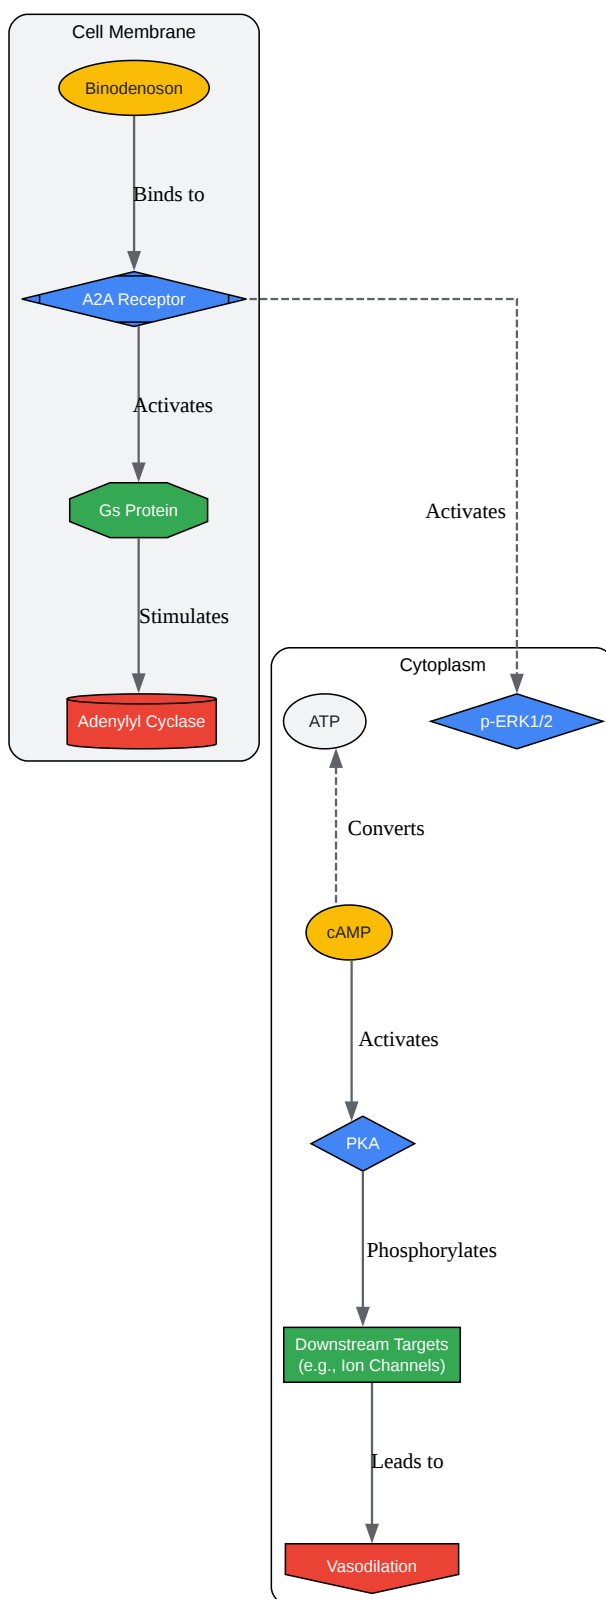 Cell Membrane
Binodenoson
Binds to
A2A Receptor
Activates
Gs Protein
Stimulates
Adenylyl Cyclase
Activates
Cytoplasm
ATP
p-ERK1/2
Converts
cAMP
Activates
PKA
Phosphorylates
Downstream Targets
(e.g., Ion Channels)
Leads to
Vasodilation